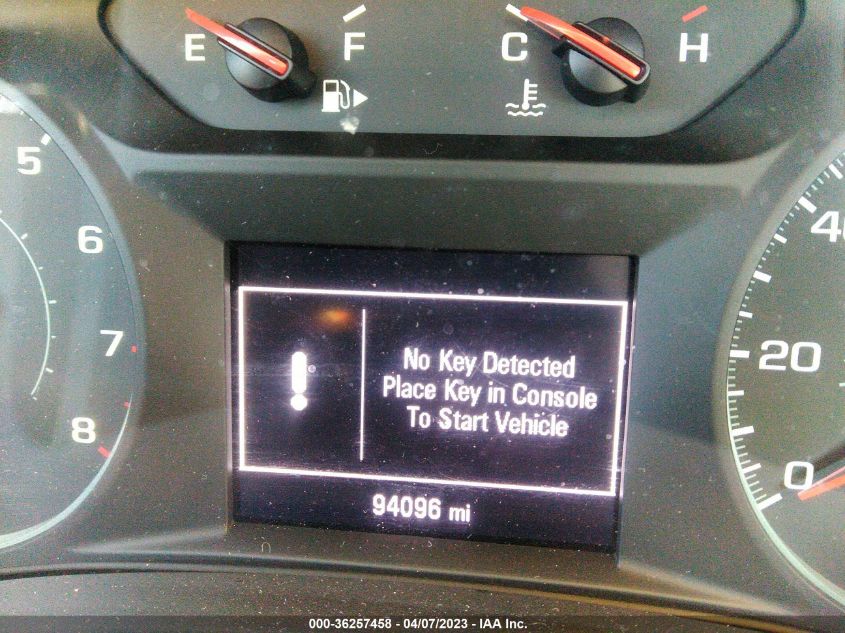 E F C H
5
6
7
8
40
20
0
No Key Detected
Place Key in Console
To Start Vehicle
94096 mi
000-36257458 - 04/07/2023 - IAA Inc.